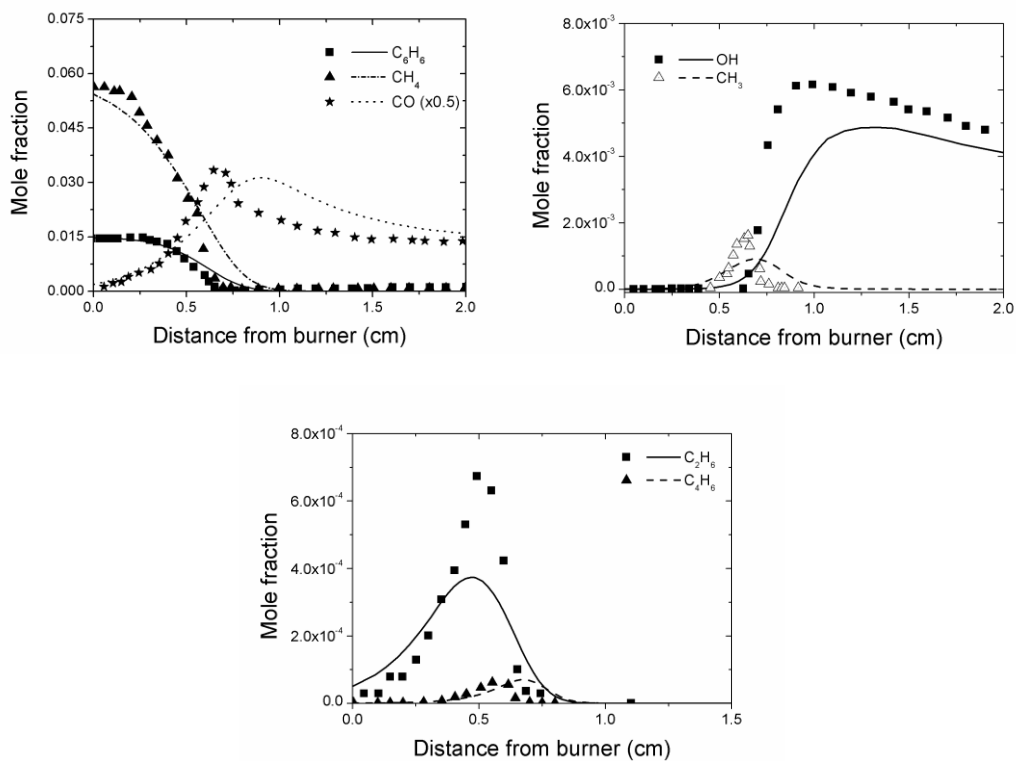 0.075
0.060
0.045
0.030
0.015
0.000
Mole fraction
C₆H₆
CH₄
CO (x0.5)
0.0 0.5 1.0 1.5 2.0
Distance from burner (cm)
8.0x10⁻³
6.0x10⁻³
4.0x10⁻³
2.0x10⁻³
0.0
Mole fraction
OH
CH₃
0.0 0.5 1.0 1.5 2.0
Distance from burner (cm)
8.0x10⁻⁴
6.0x10⁻⁴
4.0x10⁻⁴
2.0x10⁻⁴
0.0
Mole fraction
C₂H₆
C₄H₆
0.0 0.5 1.0 1.5
Distance from burner (cm)